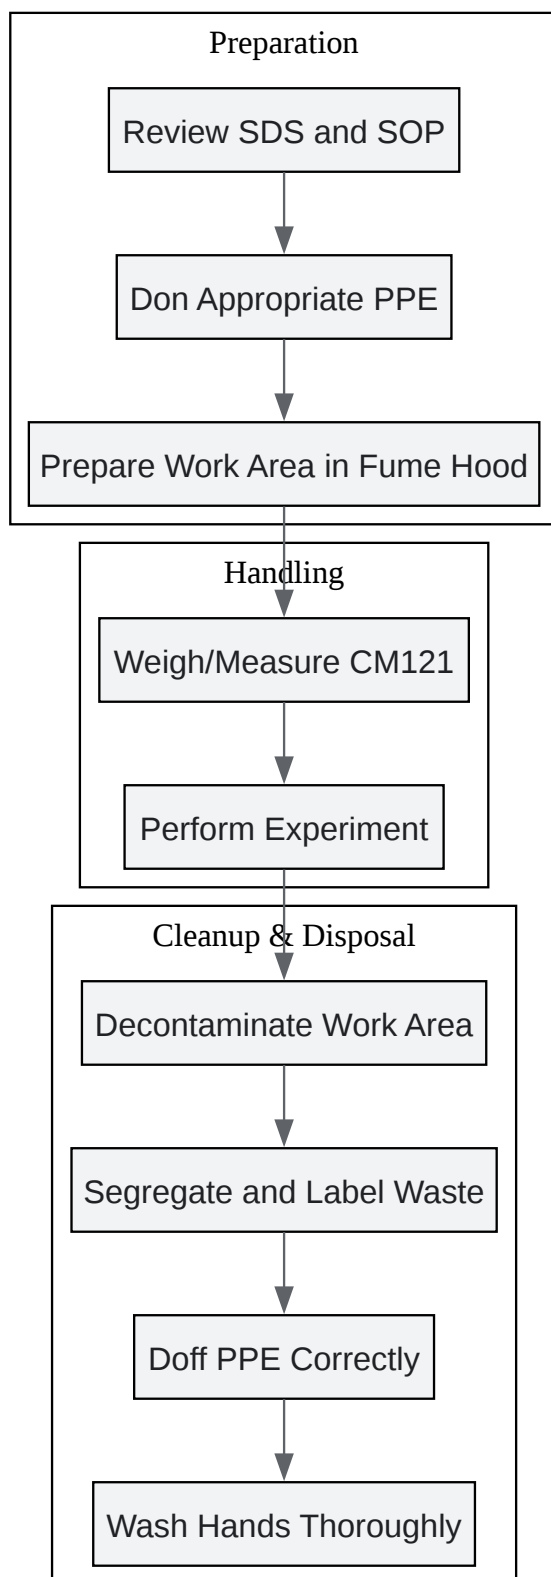 Preparation
Review SDS and SOP
Don Appropriate PPE
Prepare Work Area in Fume Hood
Handling
Weigh/Measure CM121
Perform Experiment
Cleanup & Disposal
Decontaminate Work Area
Segregate and Label Waste
Doff PPE Correctly
Wash Hands Thoroughly